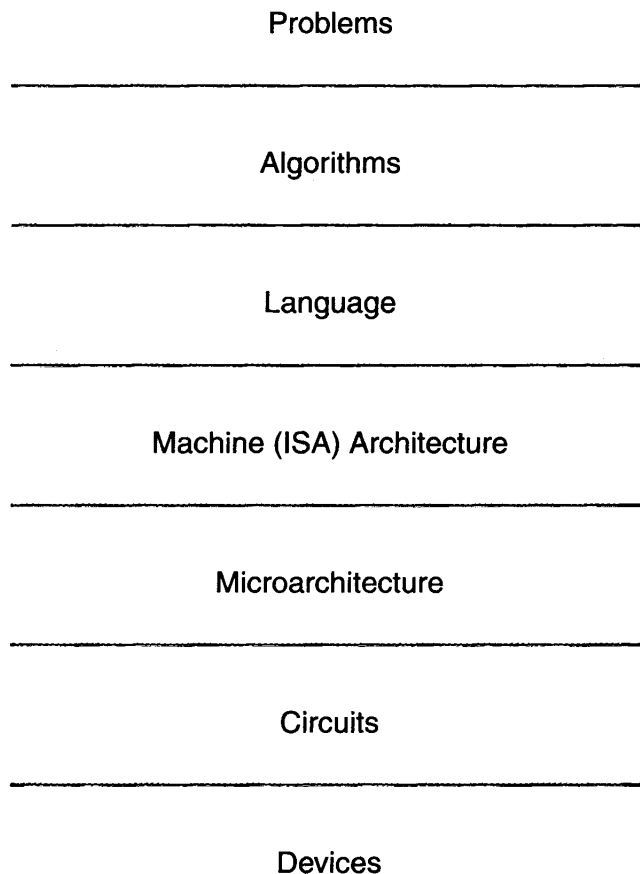 Problems
Algorithms
Language
Machine (ISA) Architecture
Microarchitecture
Circuits
Devices